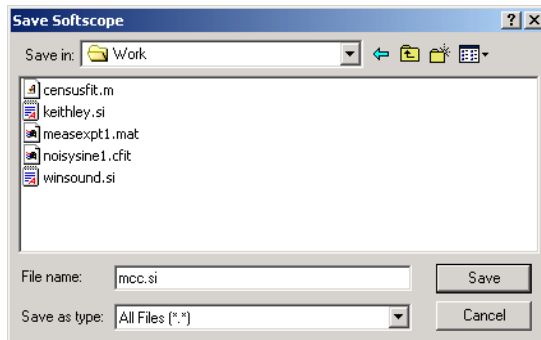 Save Softscope
Save in: Work
censusfit.m
keithley.si
measexpt1.mat
noisysine1.cfit
winsound.si
File name: mcc.si Save
Save as type: All Files (*.*) Cancel